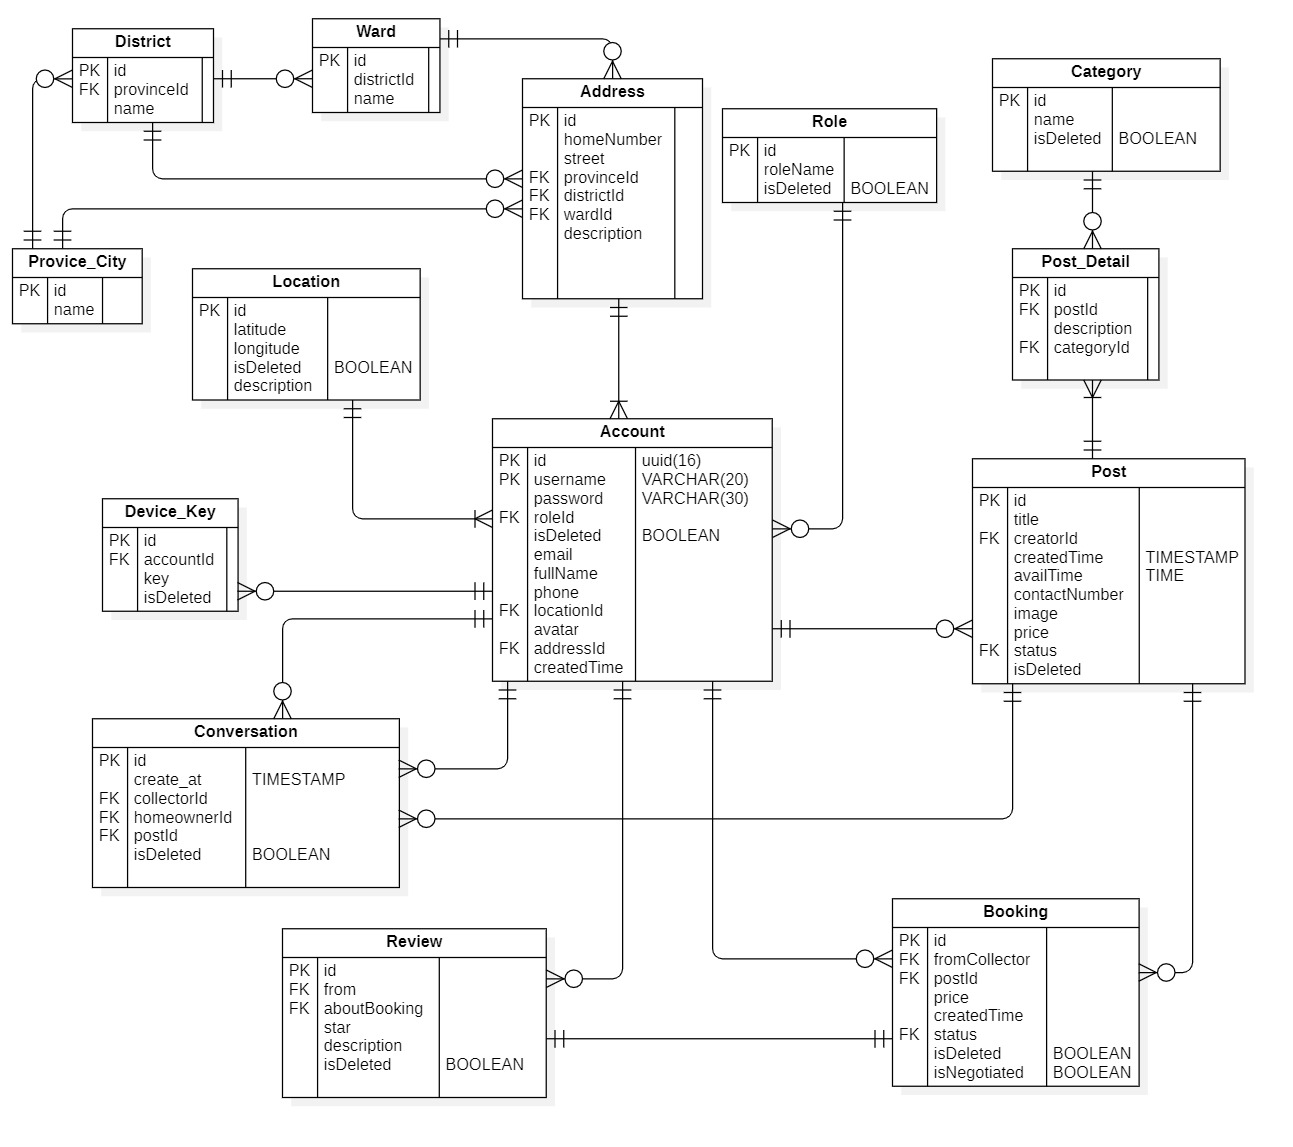 District
PK id
FK provinceId
name
Ward
PK id
districtId
name
Address
PK id
homeNumber
street
FK provinceId
FK districtId
FK wardId
description
Role
PK id
roleName
isDeleted BOOLEAN
Category
PK id
name
isDeleted BOOLEAN
Provice_City
PK id
name
Location
PK id
latitude
longitude
isDeleted BOOLEAN
description
Post_Detail
PK id
FK postId
description
FK categoryId
Account
PK id uuid(16)
PK username VARCHAR(20)
password VARCHAR(30)
FK roleId
isDeleted BOOLEAN
email
fullName
phone
FK locationId
avatar
FK addressId
createdTime
Device_Key
PK id
FK accountId
key
isDeleted
Post
PK id
title
FK creatorId
createdTime TIMESTAMP
availTime TIME
contactNumber
image
price
FK status
isDeleted
Conversation
PK id
create_at TIMESTAMP
FK collectorId
FK homeownerId
FK postId
isDeleted BOOLEAN
Review
PK id
FK from
FK aboutBooking
star
description
isDeleted BOOLEAN
Booking
PK id
FK fromCollector
FK postId
price
createdTime
FK status
isDeleted BOOLEAN
isNegotiated BOOLEAN